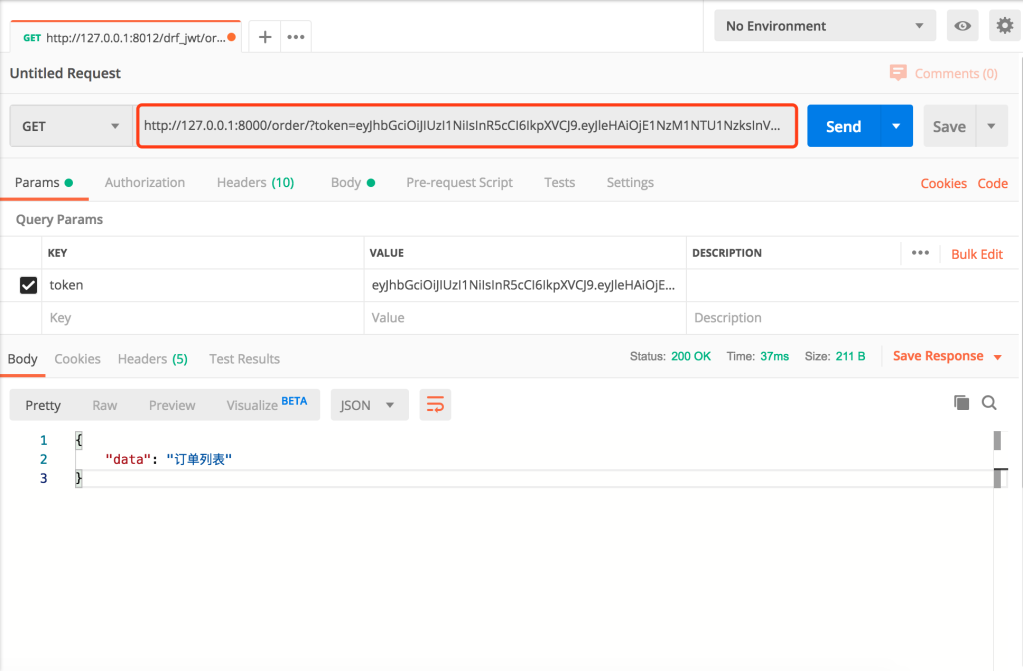 GET http://127.0.0.1:8012/drf_jwt/or...
No Environment
Untitled Request
Comments (0)
GET
http://127.0.0.1:8000/order/?token=eyJhbGciOiJIUzI1NiIsInR5cCI6IkpXVCJ9.eyJleHAiOjE1NzM1NTU1NzksInV...
Send
Save
Params Authorization Headers (10) Body Pre-request Script Tests Settings Cookies Code
Query Params
KEY VALUE DESCRIPTION Bulk Edit
token eyJhbGciOiJIUzI1NiIsInR5cCI6IkpXVCJ9.eyJleHAiOjE...
Key Value Description
Body Cookies Headers (5) Test Results Status: 200 OK Time: 37ms Size: 211 B Save Response
Pretty Raw Preview Visualize BETA JSON
1 {
2 "data": "订单列表"
3 }